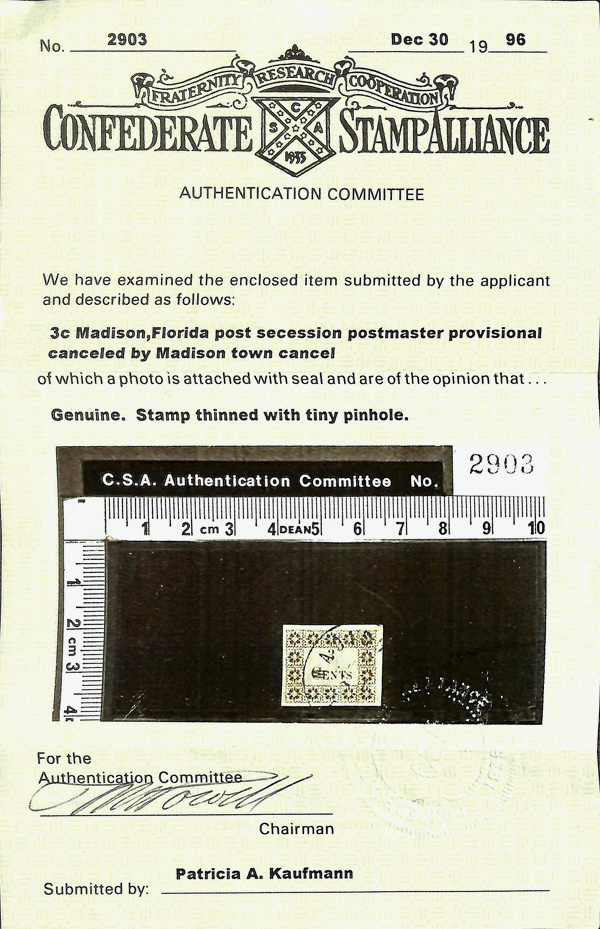 No. 2903 Dec 30 19 96
FRATERNITY RESEARCH COOPERATION
CONFEDERATE STAMP ALLIANCE
C
S A
1935
AUTHENTICATION COMMITTEE
We have examined the enclosed item submitted by the applicant
and described as follows:
3c Madison,Florida post secession postmaster provisional
canceled by Madison town cancel
of which a photo is attached with seal and are of the opinion that . . .
Genuine. Stamp thinned with tiny pinhole.
C.S.A. Authentication Committee No. 2903
1 2 cm 3 4 DEAN 5 6 7 8 9 10
1
2
cm
3
4
CENTS
ALLIANCE
For the
Authentication Committee
Chairman
Patricia A. Kaufmann
Submitted by: